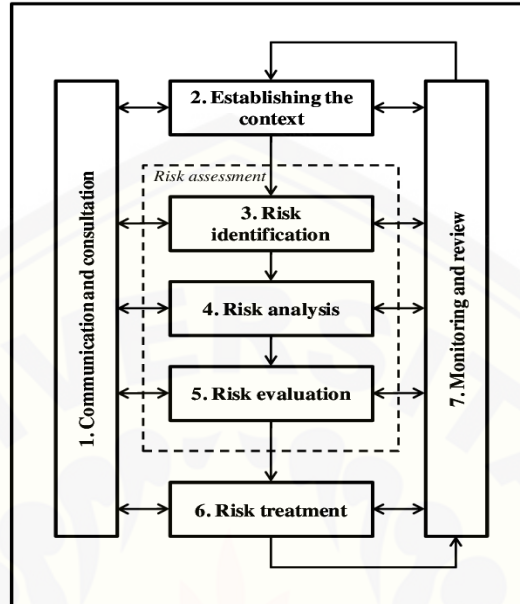 2. Establishing the
context
Risk assessment
3. Risk
identification
4. Risk analysis
5. Risk evaluation
6. Risk treatment
1. Communication and consultation
7. Monitoring and review